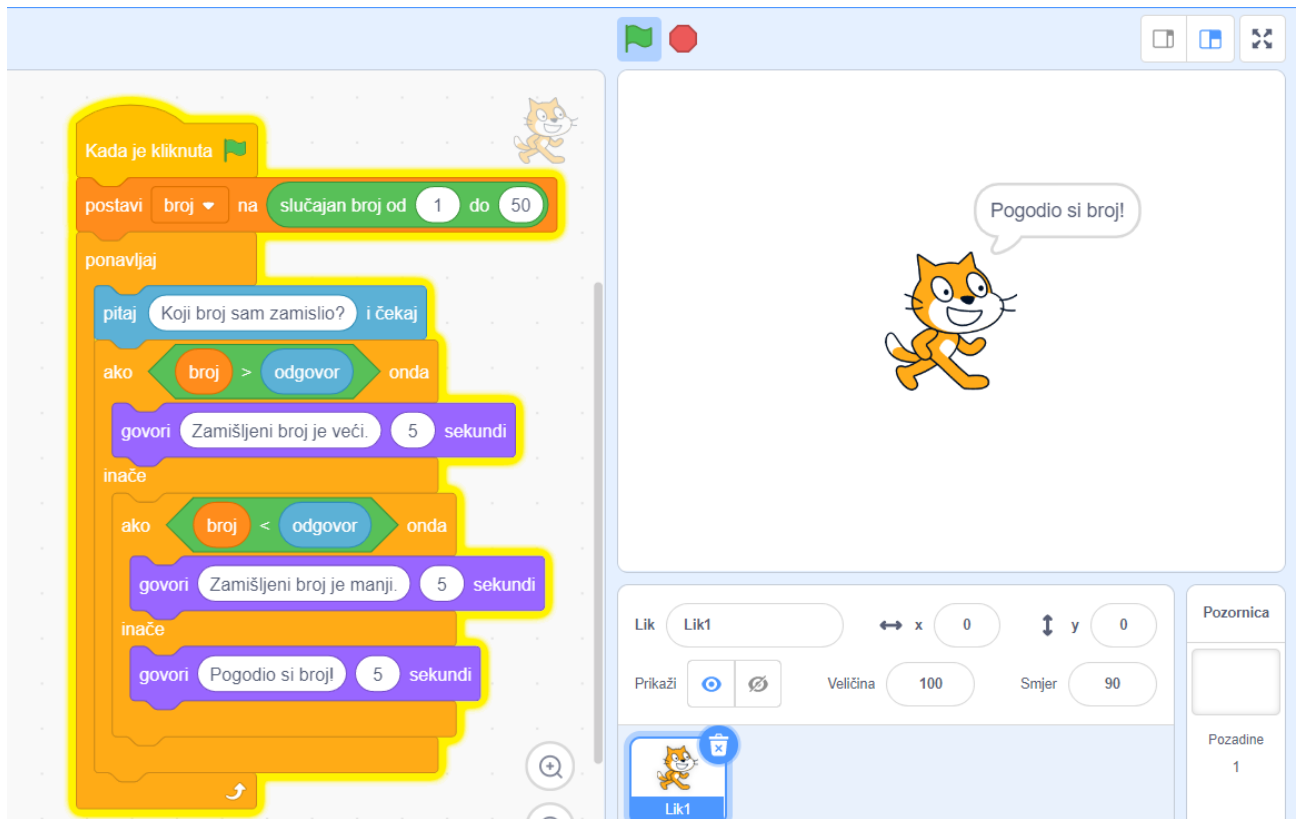 Kada je kliknuta
postavi broj na slučajan broj od 1 do 50
ponavljaj
pitaj Koji broj sam zamislio? i čekaj
ako broj > odgovor onda
govori Zamišljeni broj je veći. 5 sekundi
inače
ako broj < odgovor onda
govori Zamišljeni broj je manji. 5 sekundi
inače
govori Pogodio si broj! 5 sekundi
Pogodio si broj!
Lik Lik1 x 0 y 0
Prikaži Veličina 100 Smjer 90
Lik1
Pozornica
Pozadine
1